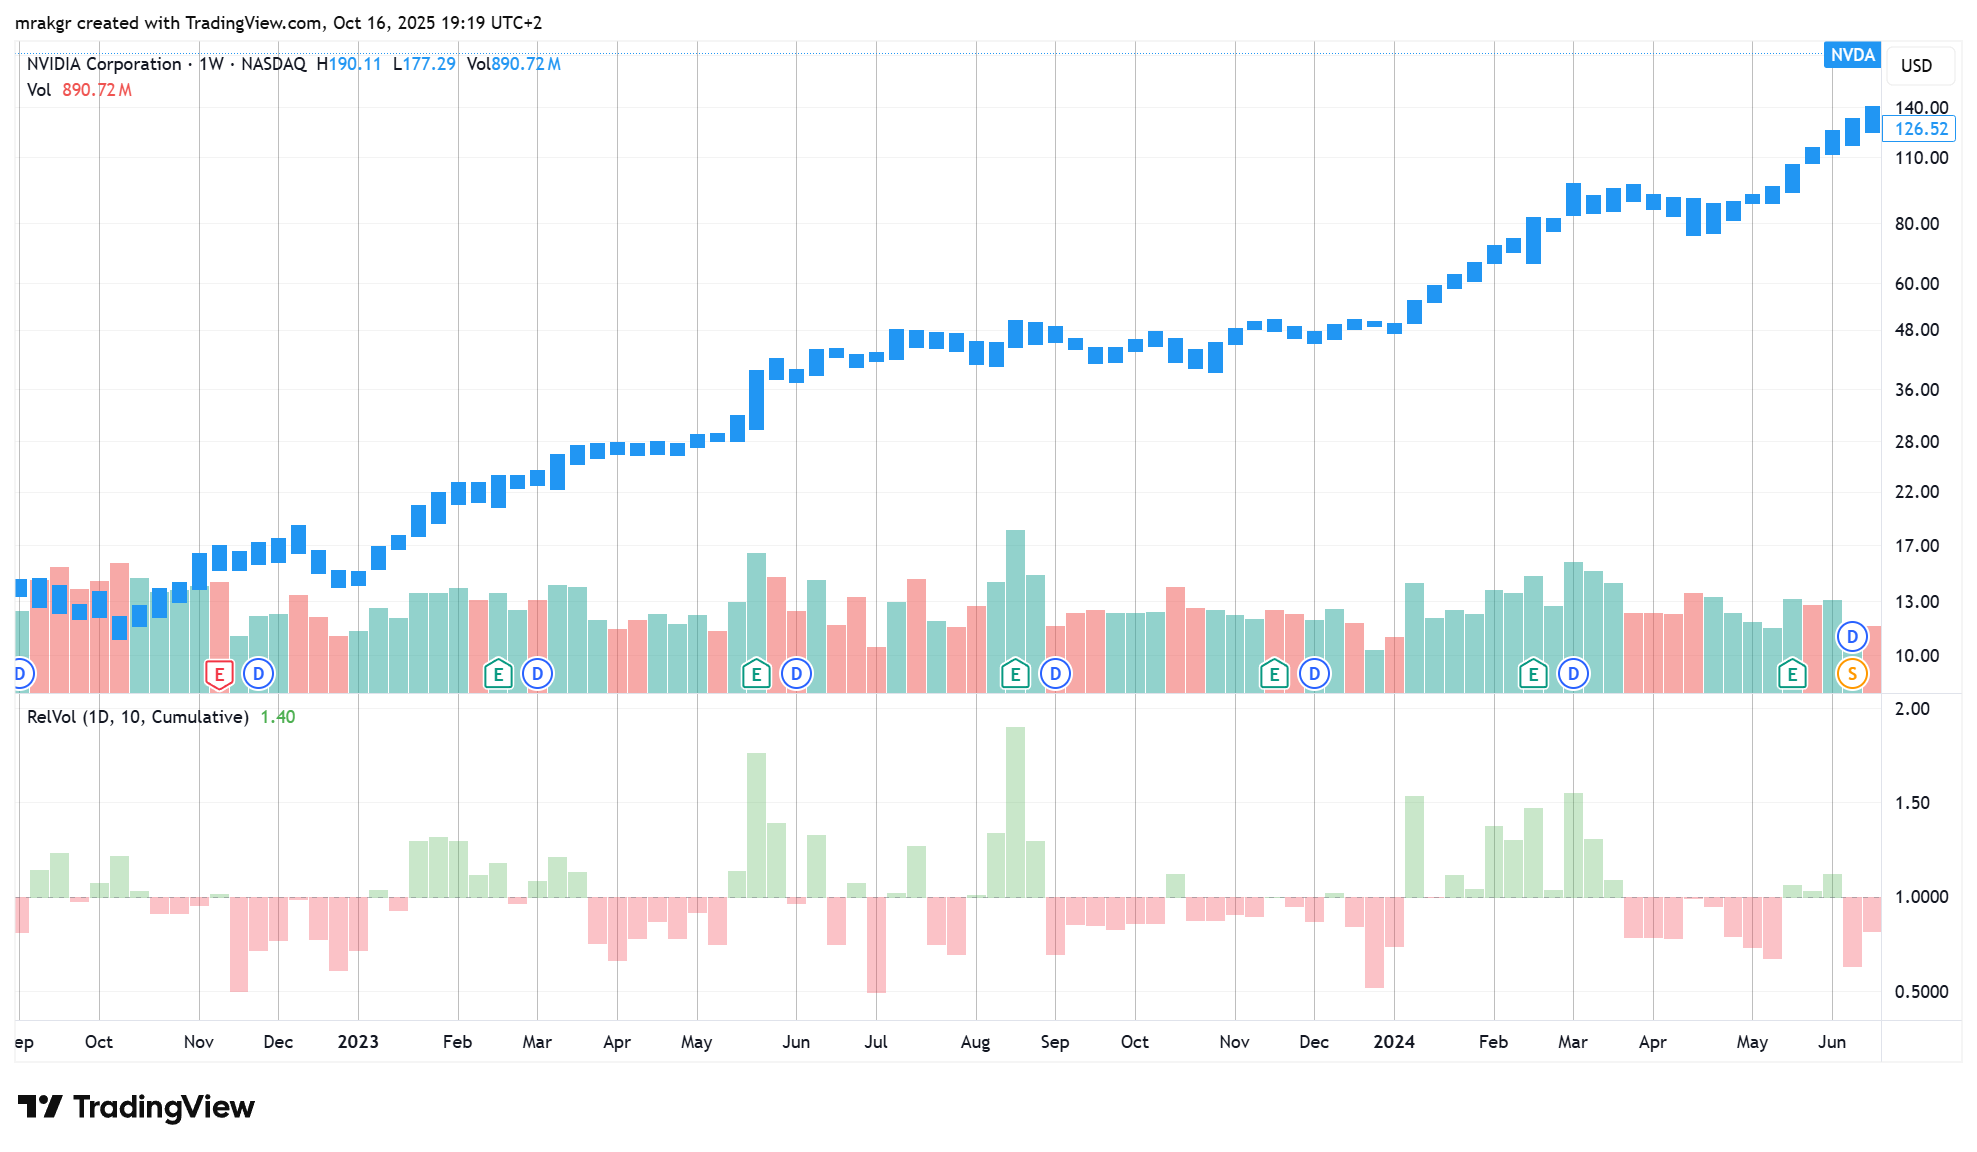 mrakgr created with TradingView.com, Oct 16, 2025 19:19 UTC+2
NVIDIA Corporation · 1W · NASDAQ H190.11 L177.29 Vol890.72M
Vol 890.72M
NVDA
USD
140.00
126.52
110.00
80.00
60.00
48.00
36.00
28.00
22.00
17.00
13.00
10.00
D
D E D E D E D E D E D E D E S
RelVol (1D, 10, Cumulative) 1.40
2.00
1.50
1.0000
0.5000
ep Oct Nov Dec 2023 Feb Mar Apr May Jun Jul Aug Sep Oct Nov Dec 2024 Feb Mar Apr May Jun
TradingView